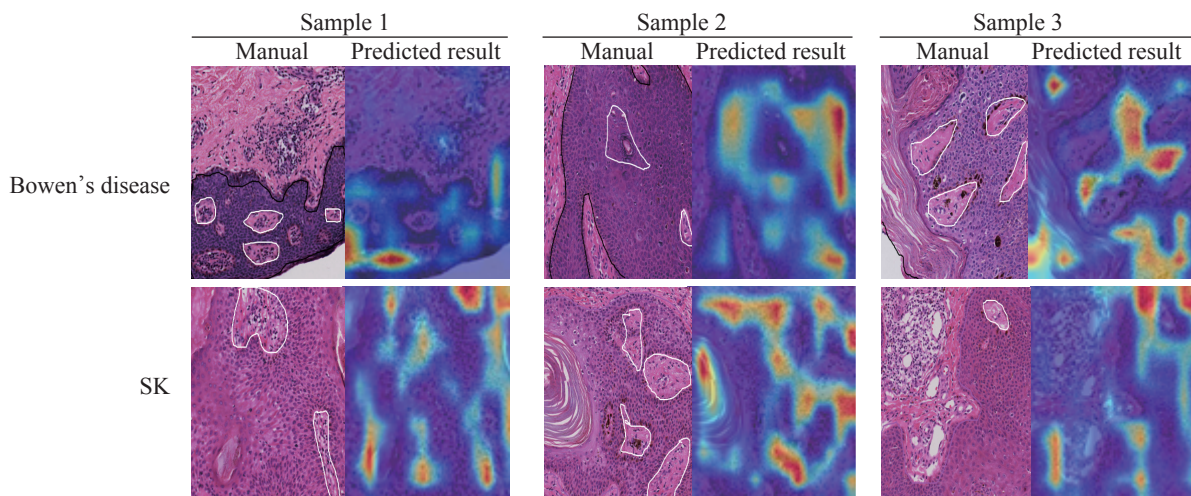 Sample 1 Sample 2 Sample 3
Manual Predicted result Manual Predicted result Manual Predicted result
Bowen's disease
SK